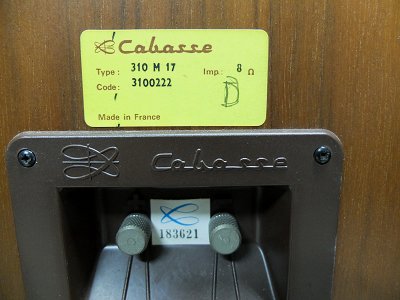 Cabasse
Type: 310 M 17 Imp.: 8 Ω
Code: 3100222
D
Made in France
Cabasse
183621